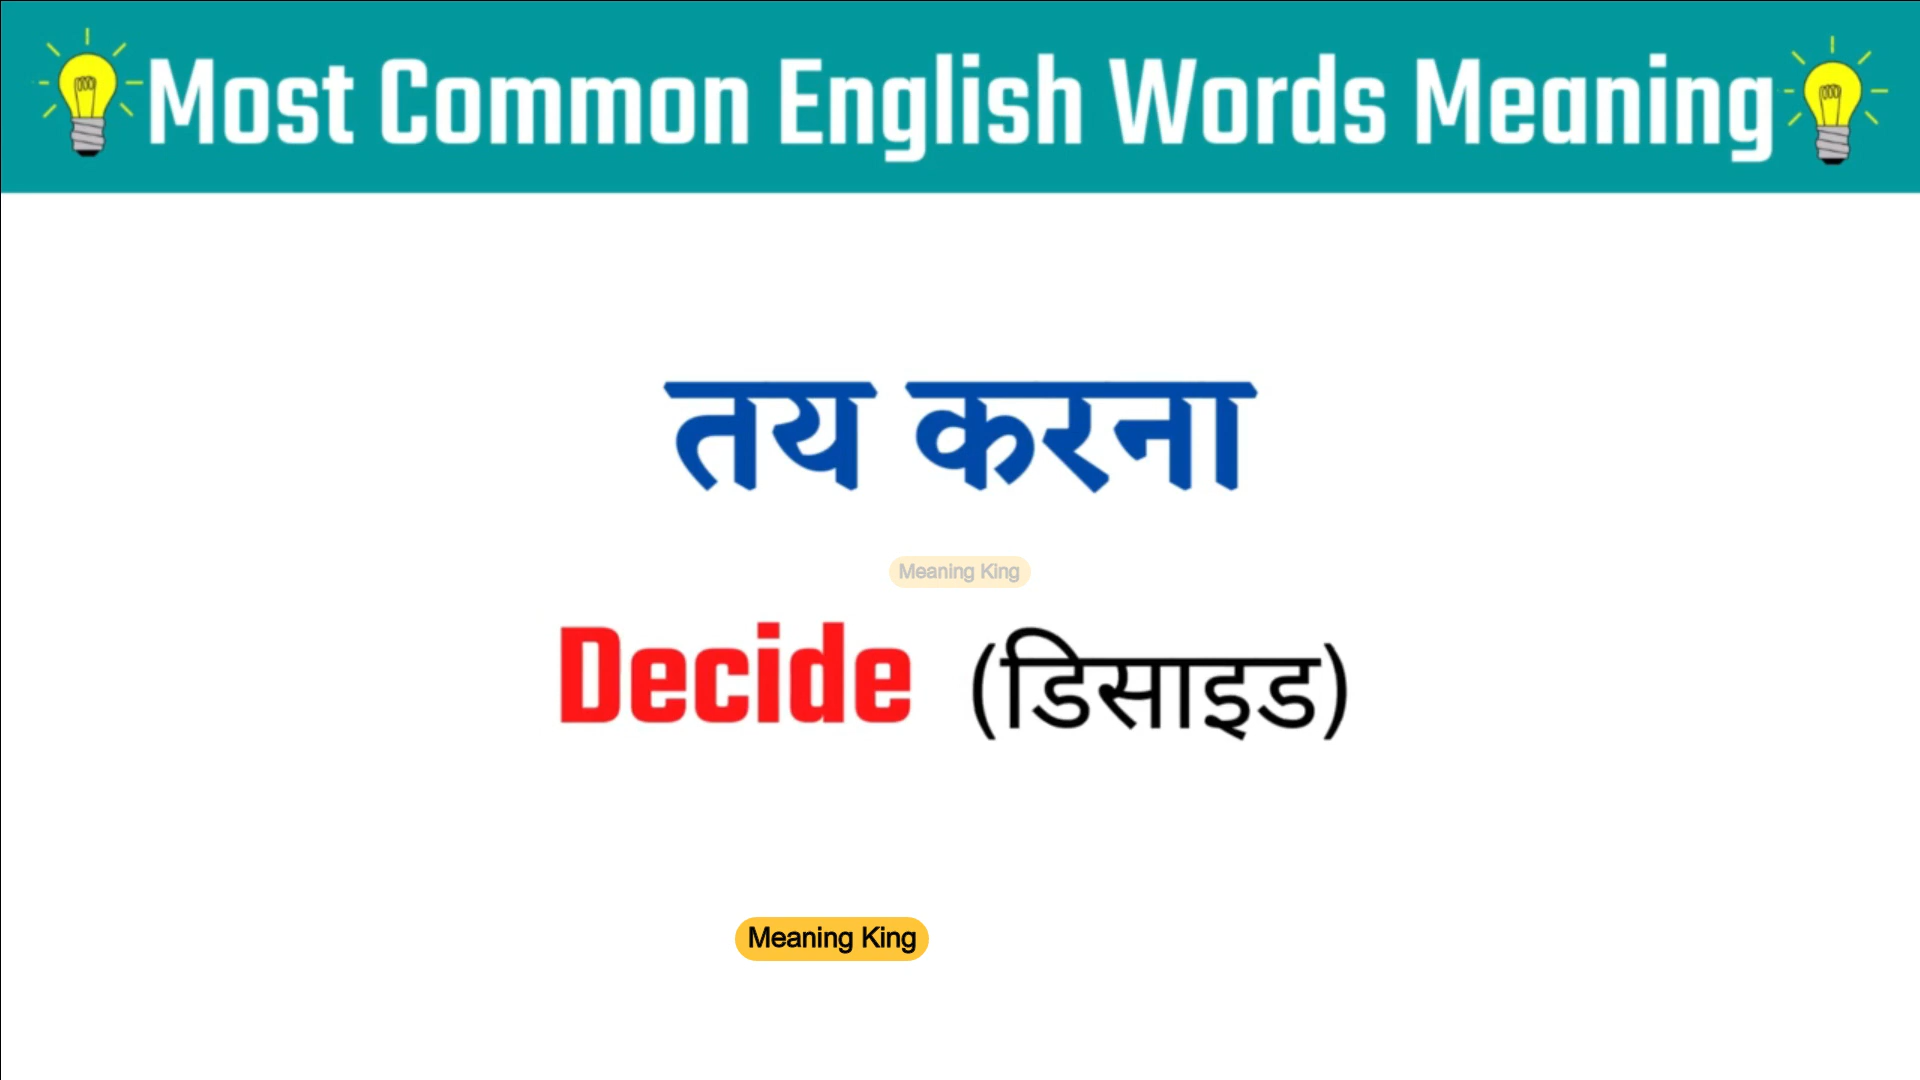 Most Common English Words Meaning
तय करना
Meaning King
Decide (डिसाइड)
Meaning King